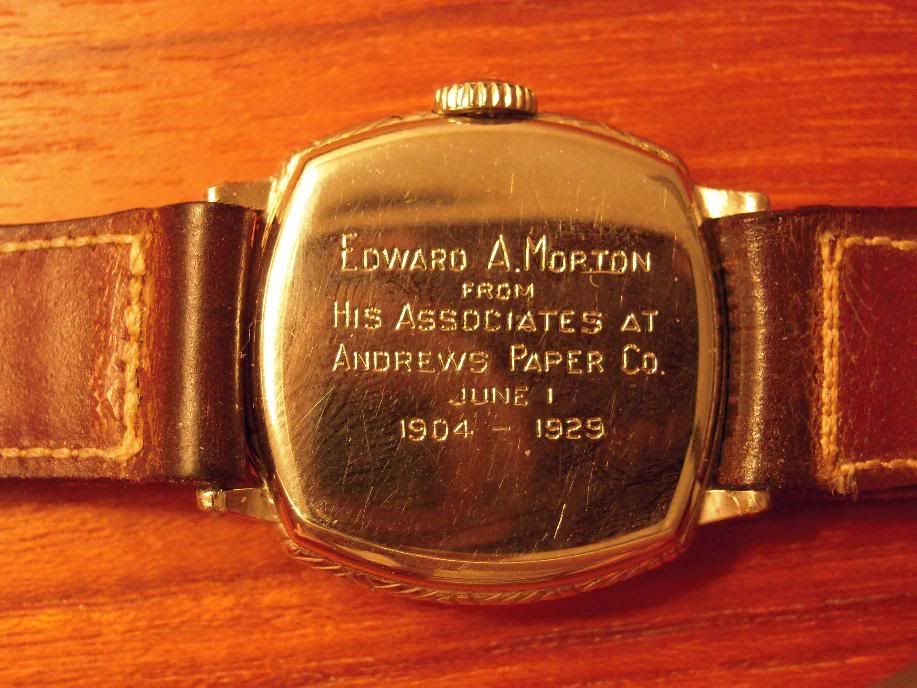 EDWARD A. MORTON
FROM
HIS ASSOCIATES AT
ANDREWS PAPER CO.
JUNE 1
1904 - 1929